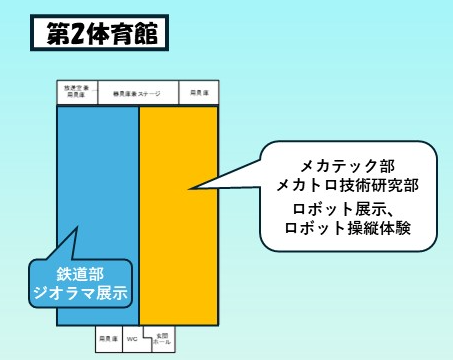 第2体育館
放送室兼
用具庫
器具庫兼ステージ
用具庫
メカテック部
メカトロ技術研究部
ロボット展示、
ロボット操縦体験
鉄道部
ジオラマ展示
用具庫
WC
玄関
ホール